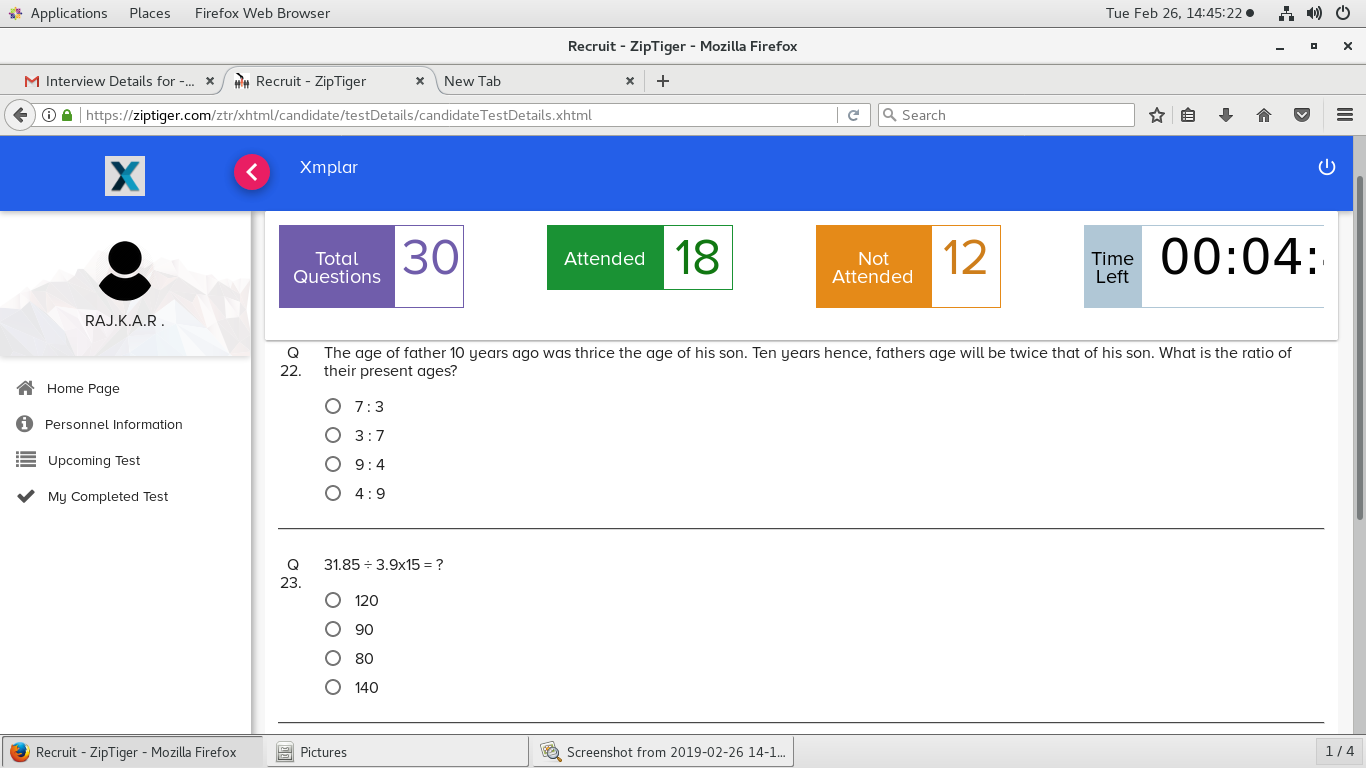 Applications Places Firefox Web Browser Tue Feb 26, 14:45:22
Recruit - ZipTiger - Mozilla Firefox
Interview Details for -... Recruit - ZipTiger New Tab
https://ziptiger.com/ztr/xhtml/candidate/testDetails/candidateTestDetails.xhtml Search
X Xmplar
Total
Questions
30
Attended 18
Not
Attended
12
Time
Left
00:04:
RAJ.K.A.R .
Home Page
Personnel Information
Upcoming Test
My Completed Test
Q
22.
The age of father 10 years ago was thrice the age of his son. Ten years hence, fathers age will be twice that of his son. What is the ratio of
their present ages?
7 : 3
3 : 7
9 : 4
4 : 9
Q
23.
31.85 ÷ 3.9x15 = ?
120
90
80
140
Recruit - ZipTiger - Mozilla Firefox Pictures Screenshot from 2019-02-26 14-1... 1 / 4